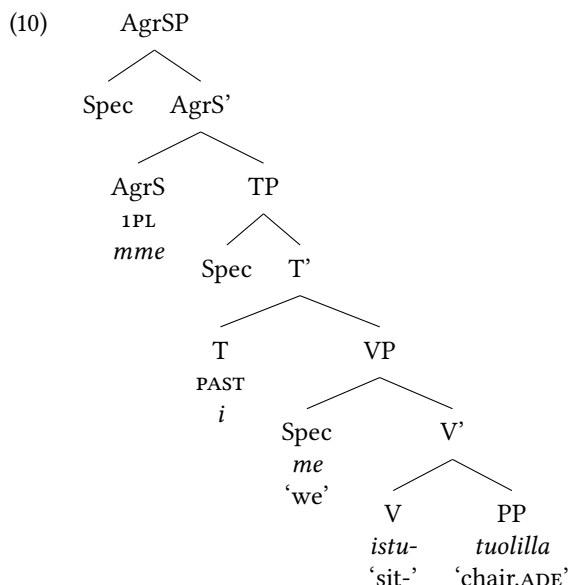 (10) AgrSP
Spec AgrS’
AgrS TP
1PL
mme Spec T’
T VP
PAST
i Spec V’
me
‘we’ V PP
istu- tuolilla
‘sit-’ ‘chair.ADE’